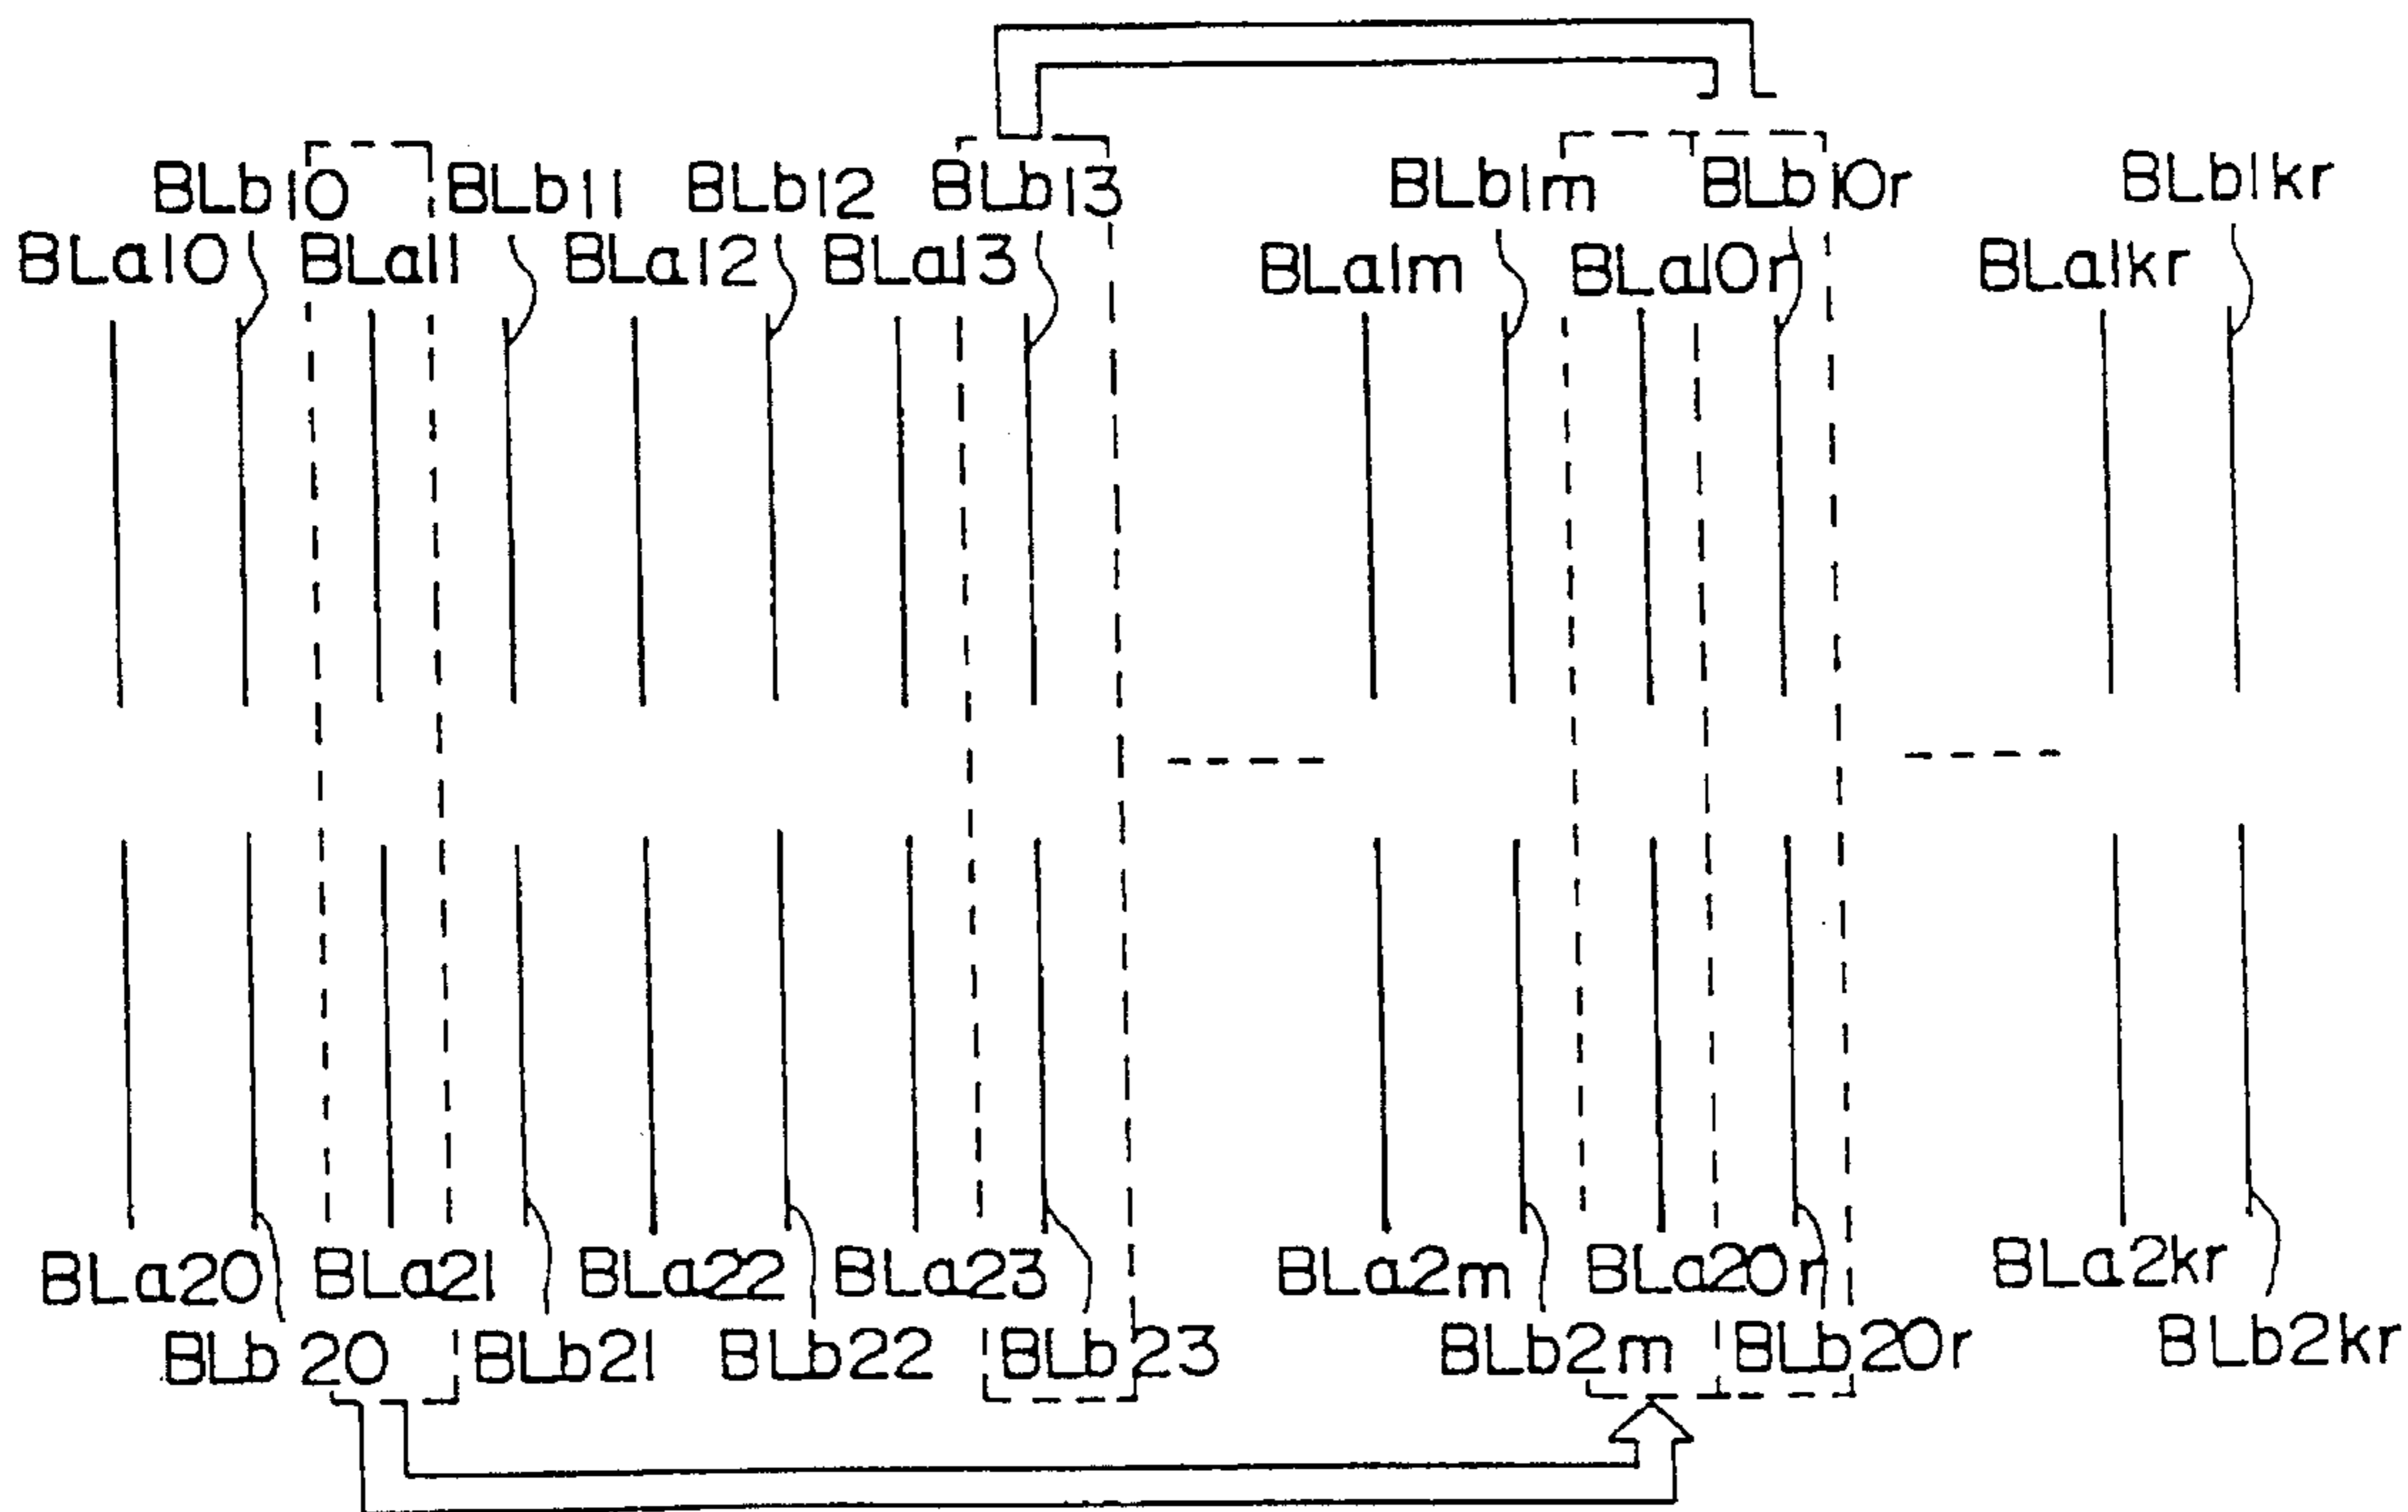 BLb10 BLb11 BLb12 BLb13 BLb1m BLb10r BLb1kr
BLa10 BLa11 BLa12 BLa13 BLa1m BLa10r BLa1kr
BLa20 BLa21 BLa22 BLa23 BLa2m BLa20r BLa2kr
BLb20 BLb21 BLb22 BLb23 BLb2m BLb20r BLb2kr